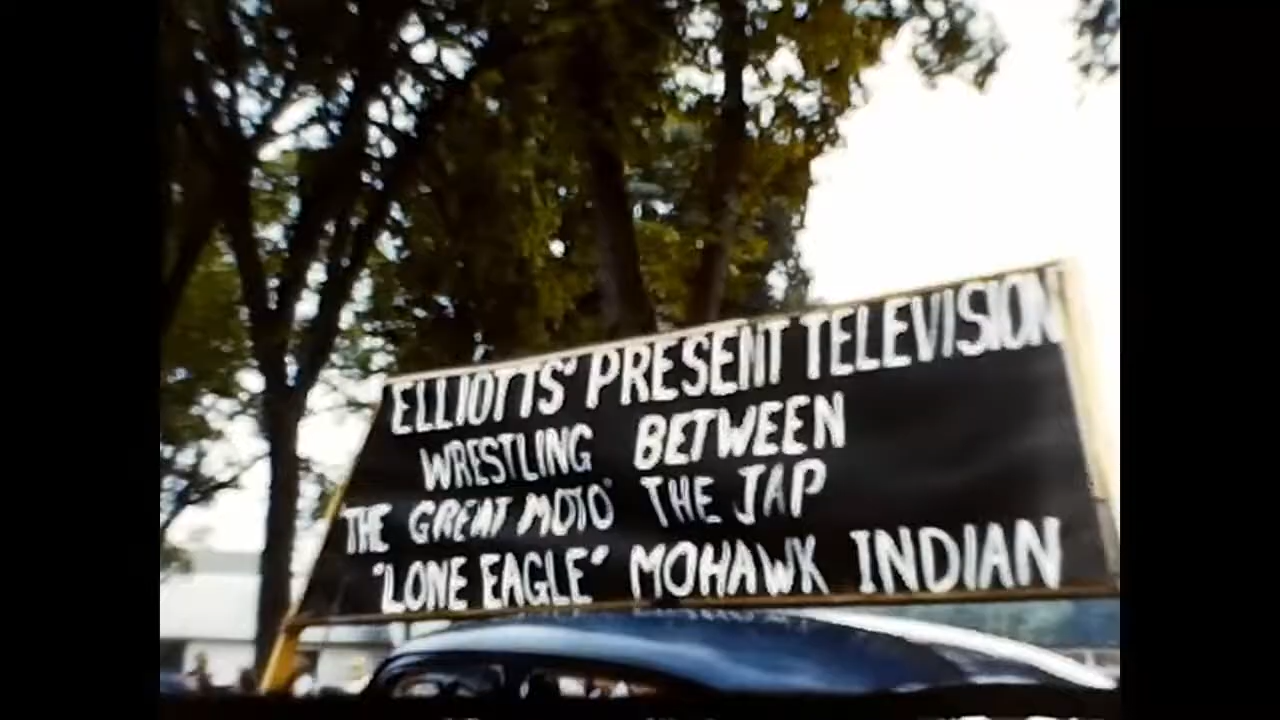 ELLIOTTS' PRESENT TELEVISION
WRESTLING BETWEEN
THE GREAT MOTO" THE JAP
"LONE EAGLE" MOHAWK INDIAN